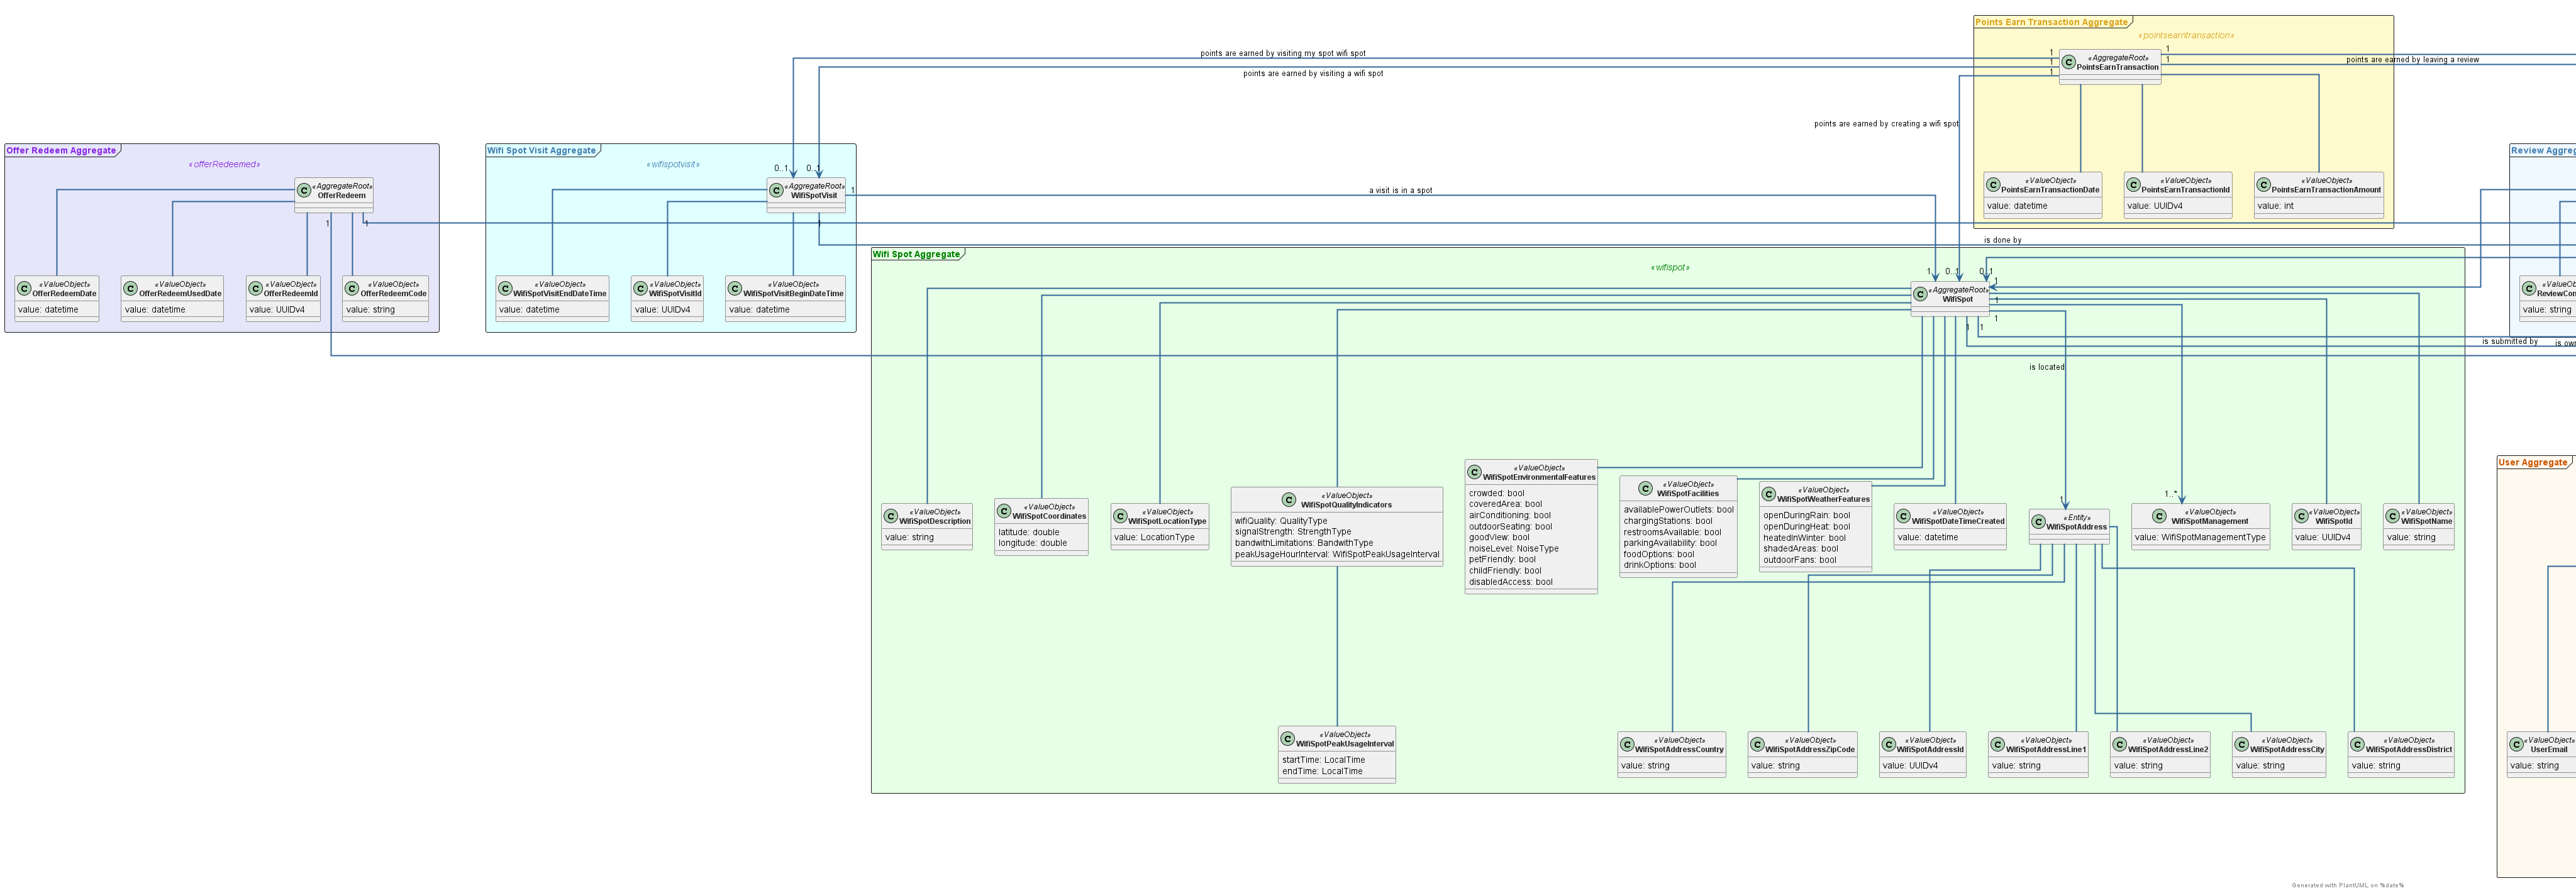 Points Earn Transaction Aggregate
«pointsearntransaction»
C «AggregateRoot»
PointsEarnTransaction
1
1
1
1
1
points are earned by visiting my spot wifi spot
points are earned by visiting a wifi spot
points are earned by leaving a review
points are earned by creating a wifi spot
C «ValueObject»
PointsEarnTransactionDate
value: datetime
C «ValueObject»
PointsEarnTransactionId
value: UUIDv4
C «ValueObject»
PointsEarnTransactionAmount
value: int
Offer Redeem Aggregate
«offerRedeemed»
C «AggregateRoot»
OfferRedeem
1
1
C «ValueObject»
OfferRedeemDate
value: datetime
C «ValueObject»
OfferRedeemUsedDate
value: datetime
C «ValueObject»
OfferRedeemId
value: UUIDv4
C «ValueObject»
OfferRedeemCode
value: string
Wifi Spot Visit Aggregate
«wifispotvisit»
0..1
0..1
C «AggregateRoot»
WifiSpotVisit
1
1
a visit is in a spot
is done by
C «ValueObject»
WifiSpotVisitEndDateTime
value: datetime
C «ValueObject»
WifiSpotVisitId
value: UUIDv4
C «ValueObject»
WifiSpotVisitBeginDateTime
value: datetime
Review Aggreg
C «ValueOb
ReviewCon
value: string
Wifi Spot Aggregate
«wifispot»
1
0..1
0..1
1
C «AggregateRoot»
WifiSpot
1
1
1
1
is submitted by
is own
is located
1
1..*
C «ValueObject»
WifiSpotDescription
value: string
C «ValueObject»
WifiSpotCoordinates
latitude: double
longitude: double
C «ValueObject»
WifiSpotLocationType
value: LocationType
C «ValueObject»
WifiSpotQualityIndicators
wifiQuality: QualityType
signalStrength: StrengthType
bandwithLimitations: BandwithType
peakUsageHourInterval: WifiSpotPeakUsageInterval
C «ValueObject»
WifiSpotEnvironmentalFeatures
crowded: bool
coveredArea: bool
airConditioning: bool
outdoorSeating: bool
goodView: bool
noiseLevel: NoiseType
petFriendly: bool
childFriendly: bool
disabledAccess: bool
C «ValueObject»
WifiSpotFacilities
availablePowerOutlets: bool
chargingStations: bool
restroomsAvailable: bool
parkingAvailability: bool
foodOptions: bool
drinkOptions: bool
C «ValueObject»
WifiSpotWeatherFeatures
openDuringRain: bool
openDuringHeat: bool
heatedInWinter: bool
shadedAreas: bool
outdoorFans: bool
C «ValueObject»
WifiSpotDateTimeCreated
value: datetime
C «Entity»
WifiSpotAddress
C «ValueObject»
WifiSpotManagement
value: WifiSpotManagementType
C «ValueObject»
WifiSpotId
value: UUIDv4
C «ValueObject»
WifiSpotName
value: string
C «ValueObject»
WifiSpotPeakUsageInterval
startTime: LocalTime
endTime: LocalTime
C «ValueObject»
WifiSpotAddressCountry
value: string
C «ValueObject»
WifiSpotAddressZipCode
value: string
C «ValueObject»
WifiSpotAddressId
value: UUIDv4
C «ValueObject»
WifiSpotAddressLine1
value: string
C «ValueObject»
WifiSpotAddressLine2
value: string
C «ValueObject»
WifiSpotAddressCity
value: string
C «ValueObject»
WifiSpotAddressDistrict
value: string
User Aggregate
C «ValueObject»
UserEmail
value: string
Generated with PlantUML on %date%